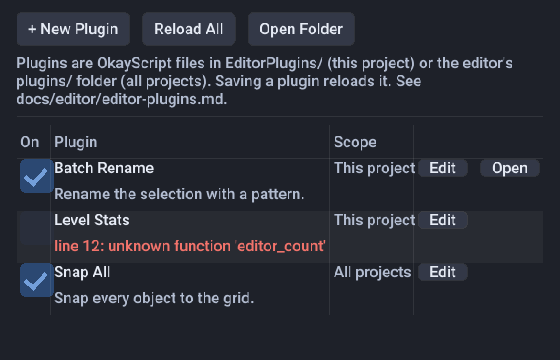 + New Plugin Reload All Open Folder
Plugins are OkayScript files in EditorPlugins/ (this project) or the editor's
plugins/ folder (all projects). Saving a plugin reloads it. See
docs/editor/editor-plugins.md.
On Plugin Scope
Batch Rename This project Edit Open
Rename the selection with a pattern.
Level Stats This project Edit
line 12: unknown function 'editor_count'
Snap All All projects Edit
Snap every object to the grid.